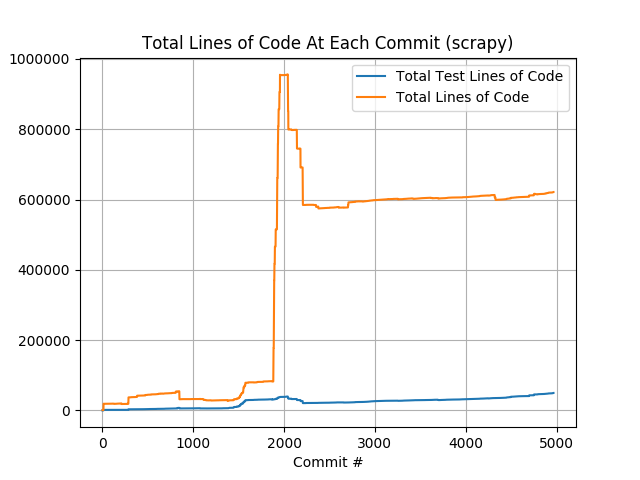 Total Lines of Code At Each Commit (scrapy)
Total Test Lines of Code
Total Lines of Code
1000000
800000
600000
400000
200000
0
0 1000 2000 3000 4000 5000
Commit #